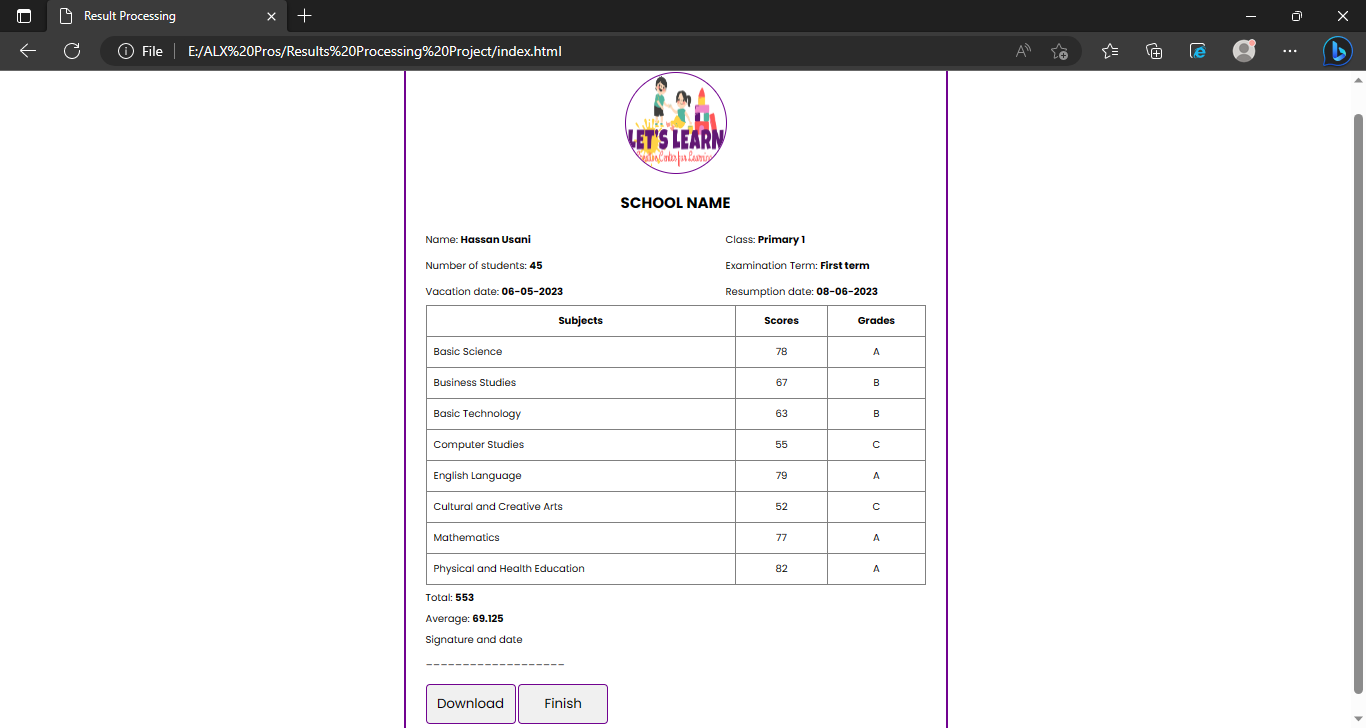 Result Processing
File E:/ALX%20Pros/Results%20Processing%20Project/index.html
LET'S LEARN
Center for
SCHOOL NAME
Name: Hassan Usani Class: Primary 1
Number of students: 45 Examination Term: First term
Vacation date: 06-05-2023 Resumption date: 08-06-2023
Subjects Scores Grades
Basic Science 78 A
Business Studies 67 B
Basic Technology 63 B
Computer Studies 55 C
English Language 79 A
Cultural and Creative Arts 52 C
Mathematics 77 A
Physical and Health Education 82 A
Total: 553
Average: 69.125
Signature and date
-------------------
Download Finish